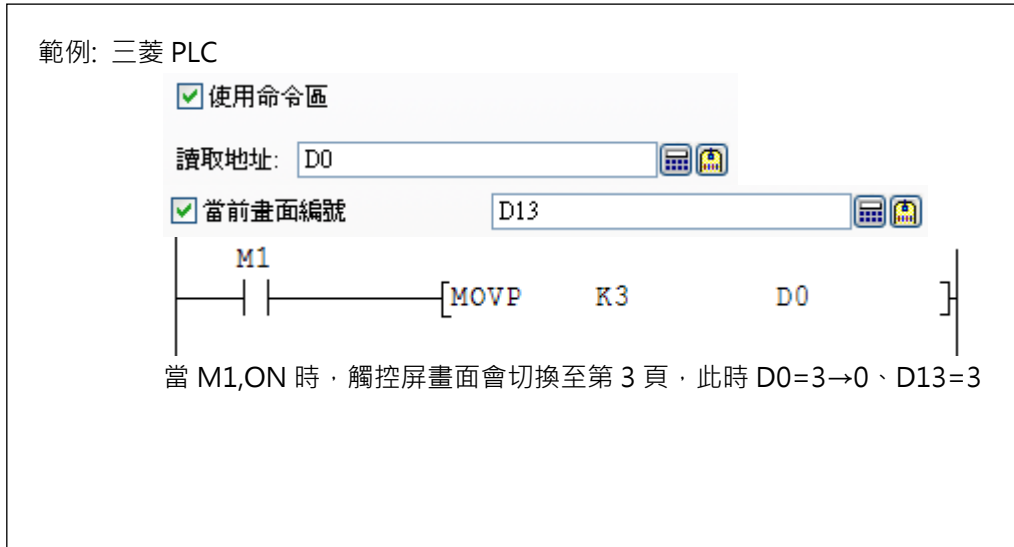 範例: 三菱 PLC
使用命令區
讀取地址: D0
當前畫面編號 D13
M1
MOVP K3 D0
當 M1,ON 時，觸控屏畫面會切換至第 3 頁，此時 D0=3→0、D13=3